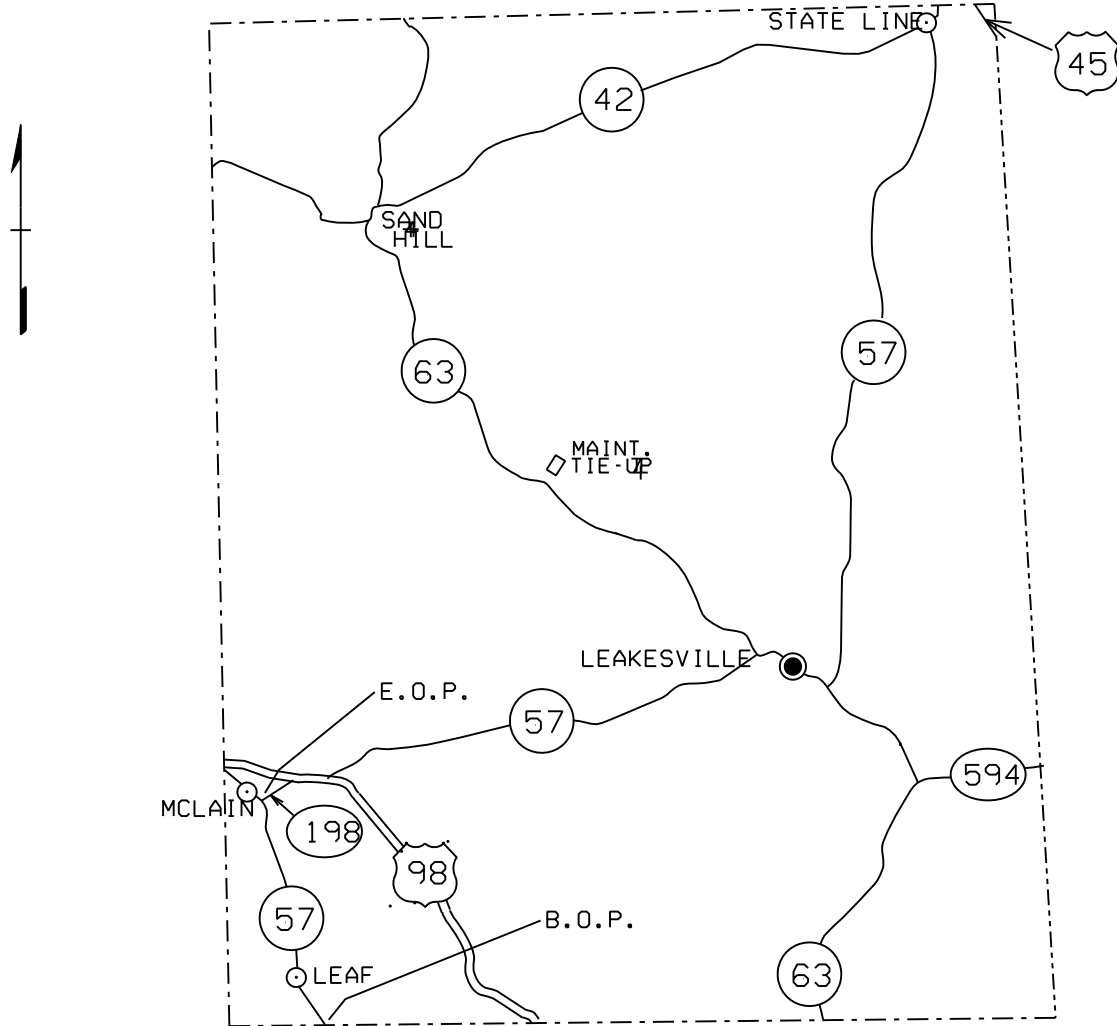 STATE LINE
45
42
SAND
HILL
57
63
MAINT.
TIE-UP
LEAKESVILLE
E.O.P.
57
594
MCLAIN
198
98
57
B.O.P.
LEAF
63